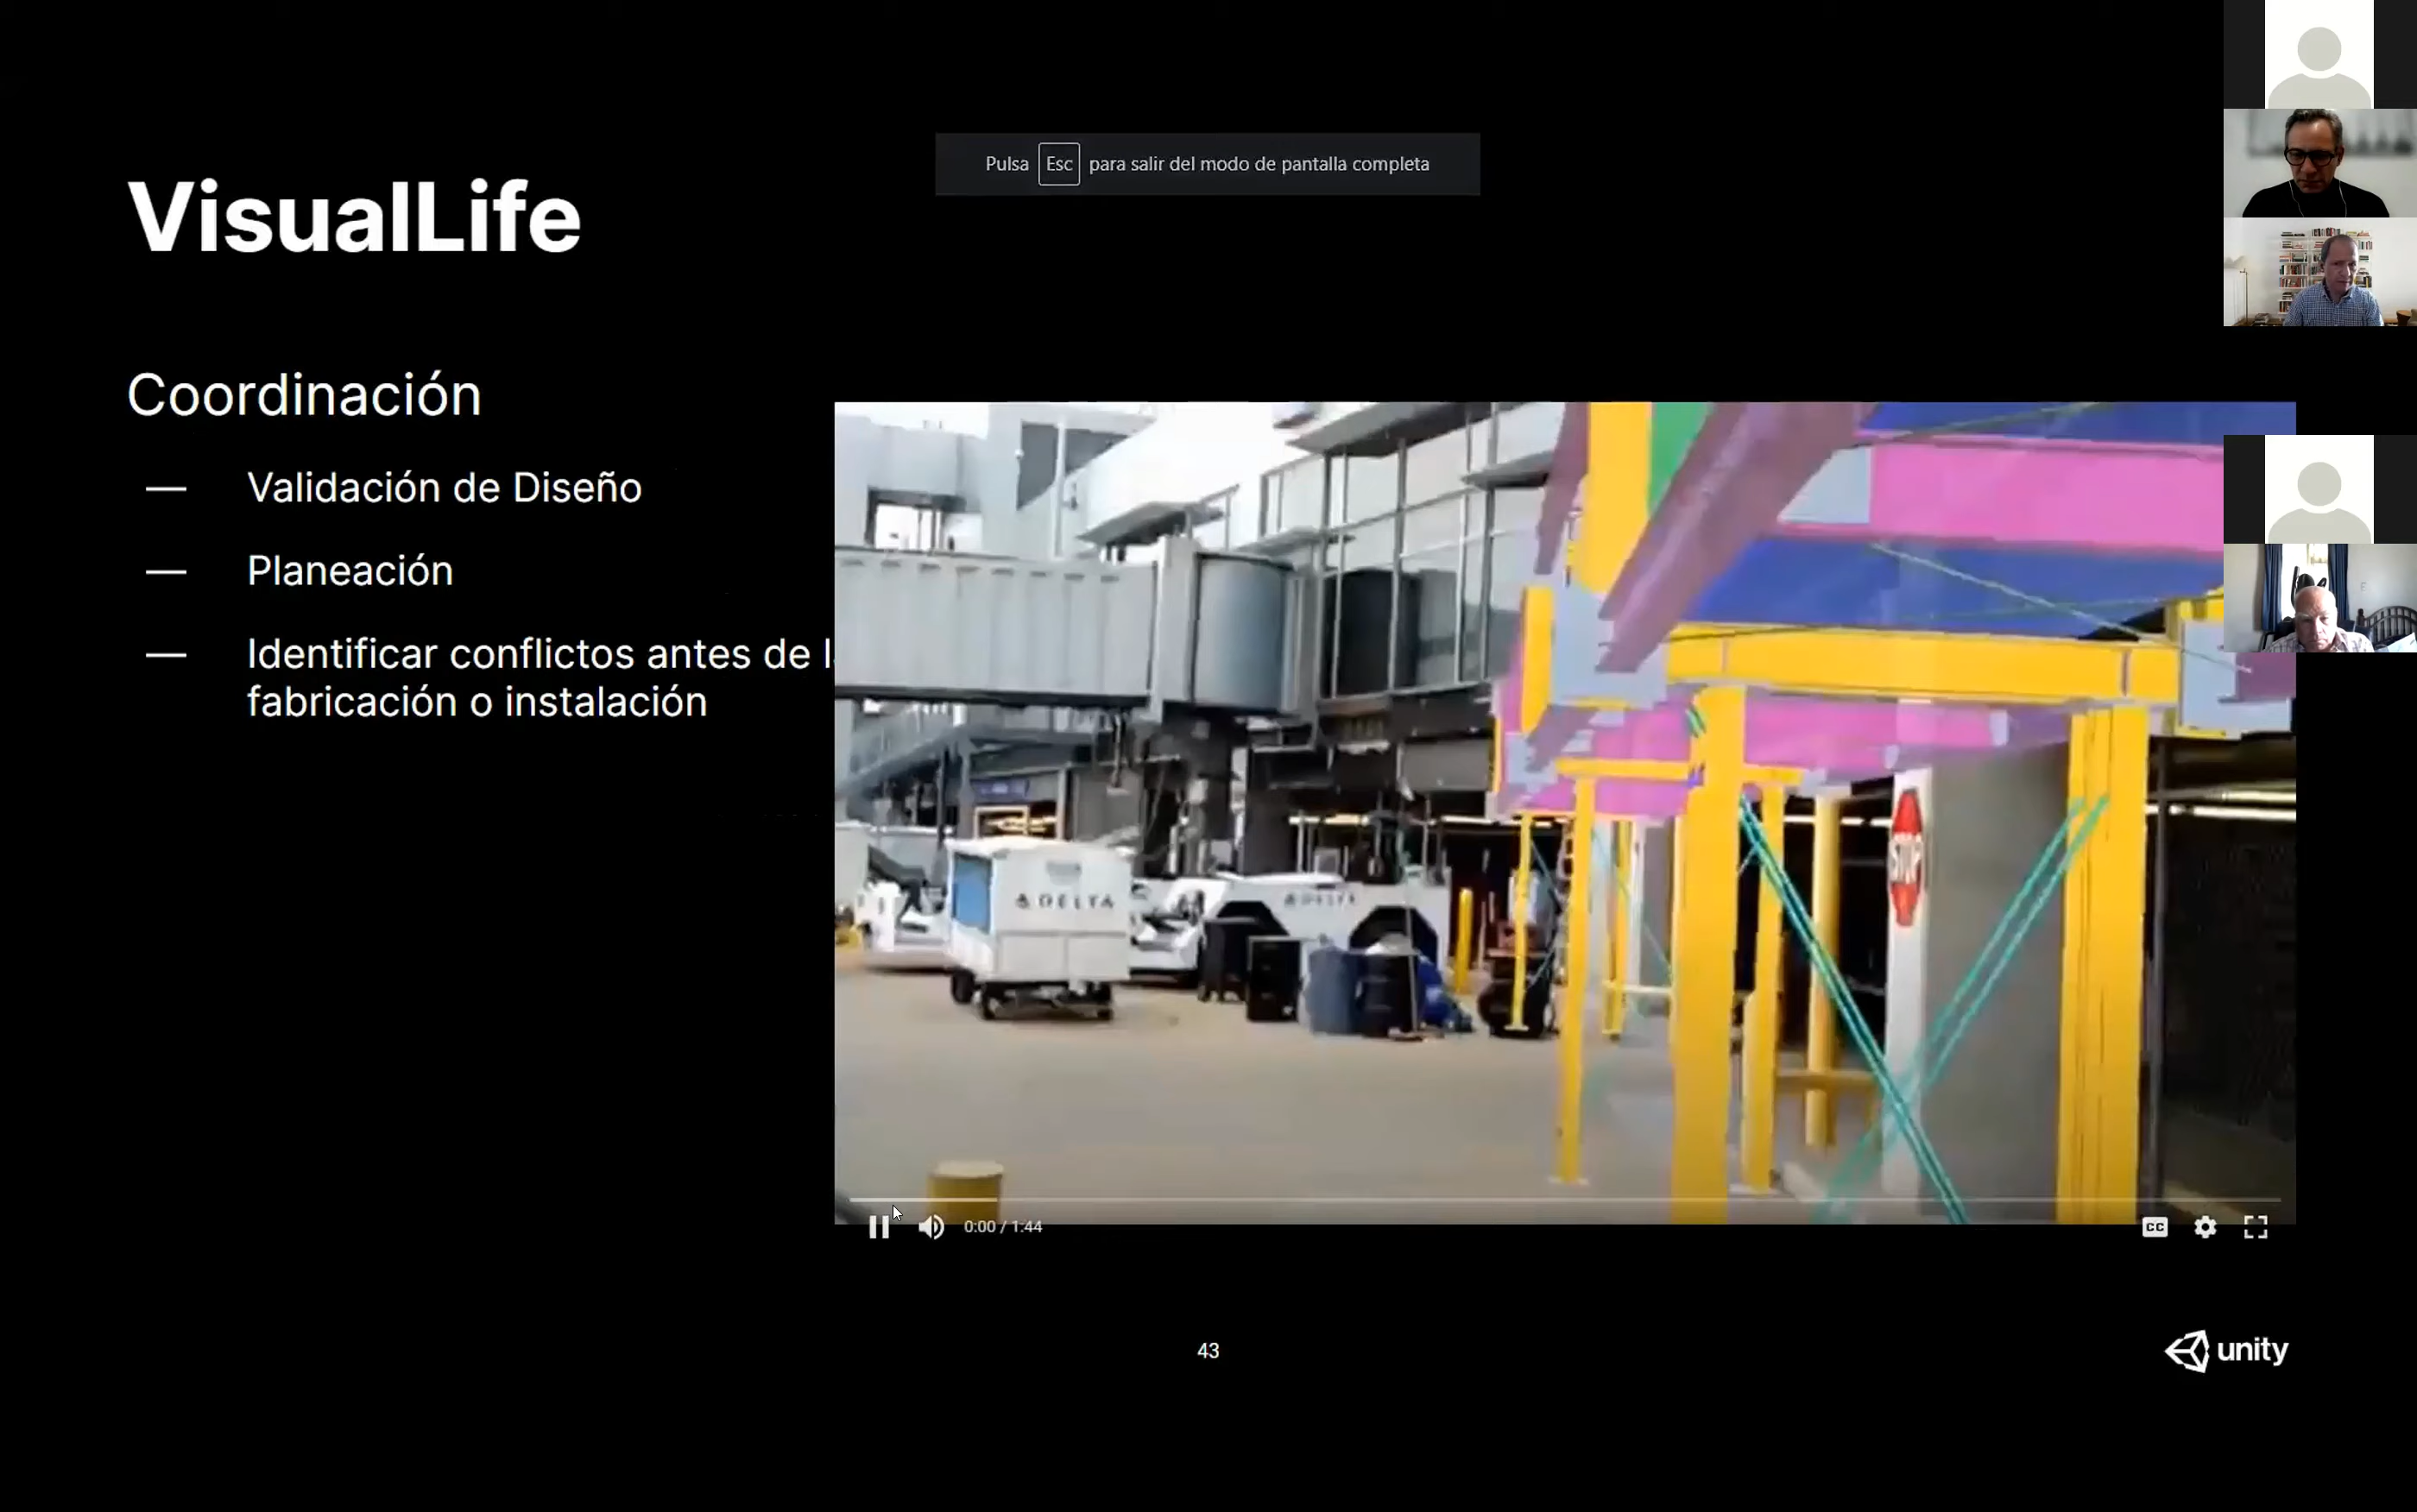 Pulsa Esc para salir del modo de pantalla completa
VisualLife
Coordinación
— Validación de Diseño
— Planeación
— Identificar conflictos antes de l
fabricación o instalación
DELTA
DELTA
STOP
0:00 / 1:44
CC
43
unity